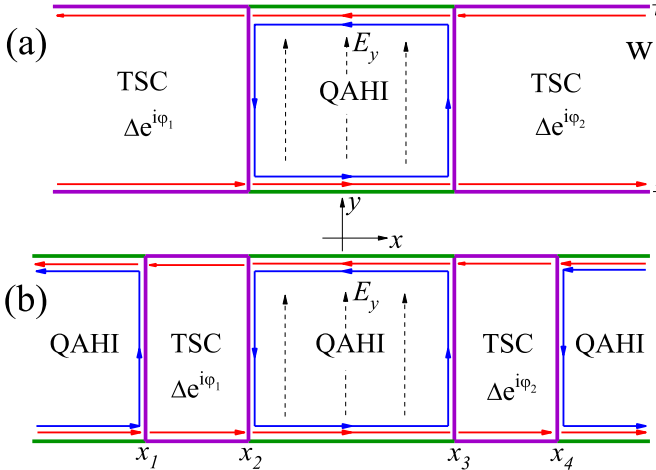 (a)
TSC
Δe^{iφ₁}
E_y
QAHI
TSC
Δe^{iφ₂}
W
y
x
(b)
QAHI
TSC
Δe^{iφ₁}
E_y
QAHI
TSC
Δe^{iφ₂}
QAHI
x₁
x₂
x₃
x₄